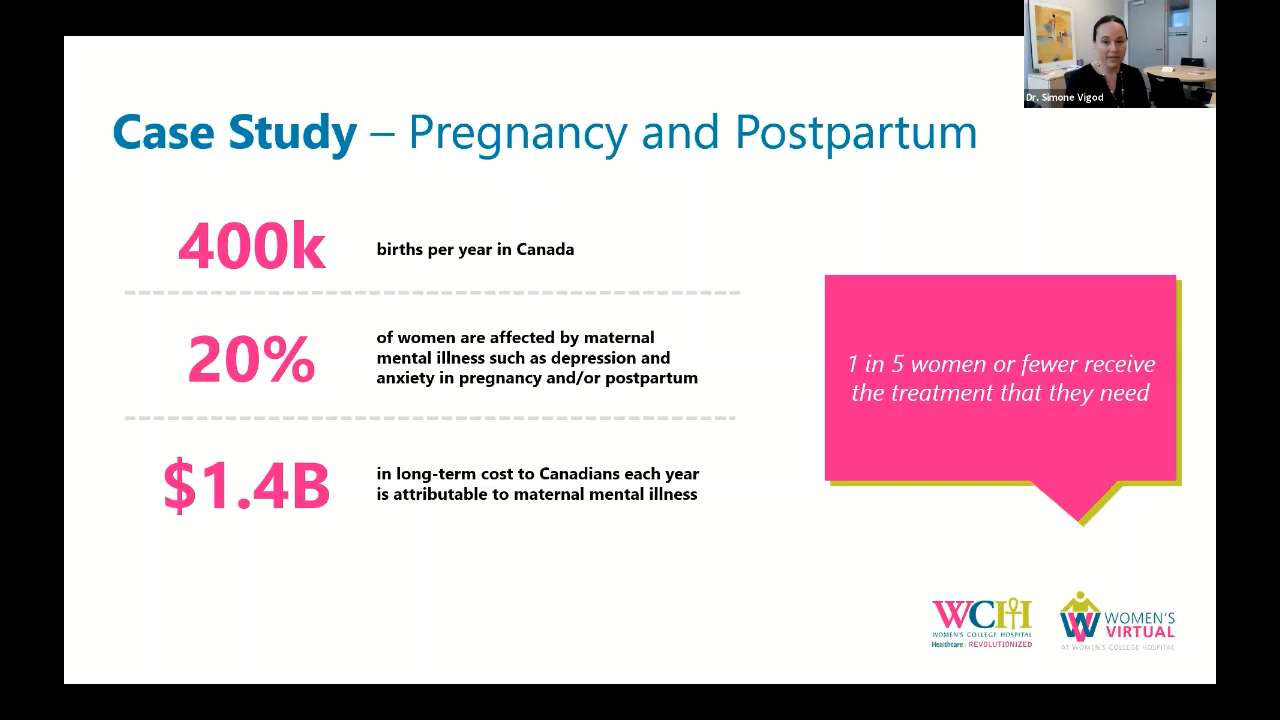 Dr. Simone Vigod
Case Study – Pregnancy and Postpartum
400k
births per year in Canada
20%
of women are affected by maternal
mental illness such as depression and
anxiety in pregnancy and/or postpartum
$1.4B
in long-term cost to Canadians each year
is attributable to maternal mental illness
1 in 5 women or fewer receive
the treatment that they need
WCH
WOMEN'S COLLEGE HOSPITAL
Healthcare | REVOLUTIONIZED
W
WOMEN'S
VIRTUAL
AT WOMEN'S COLLEGE HOSPITAL